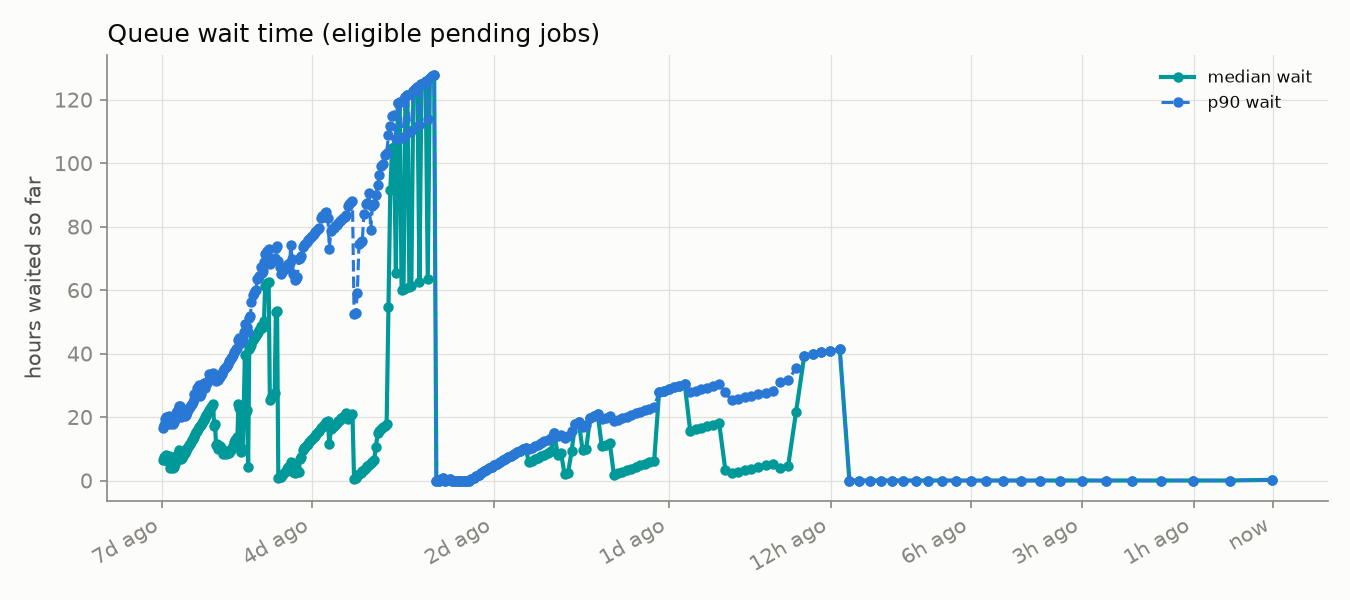 Queue wait time (eligible pending jobs)
median wait
p90 wait
hours waited so far
120
100
80
60
40
20
0
7d ago
4d ago
2d ago
1d ago
12h ago
6h ago
3h ago
1h ago
now